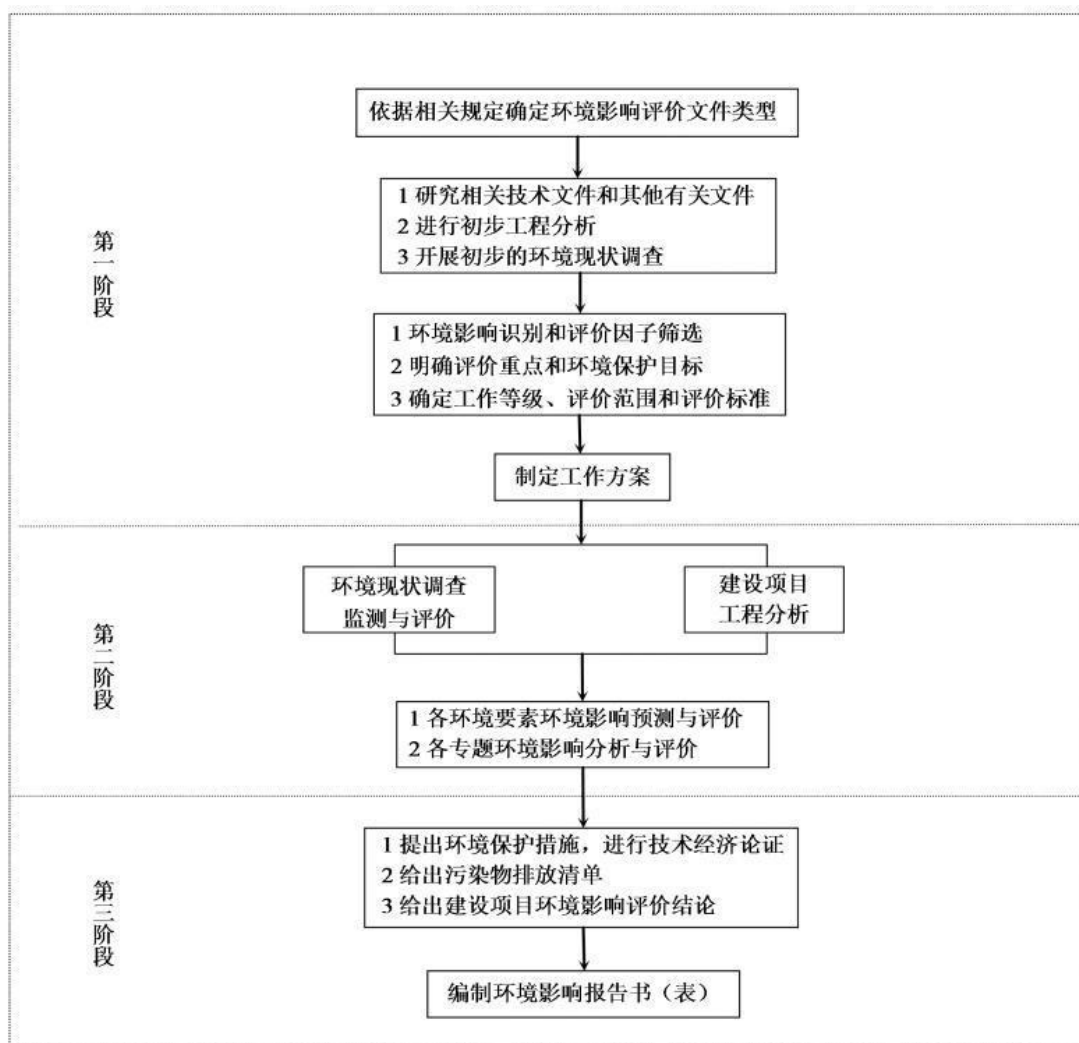 依据相关规定确定环境影响评价文件类型
第一阶段
1 研究相关技术文件和其他有关文件
2 进行初步工程分析
3 开展初步的环境现状调查
1 环境影响识别和评价因子筛选
2 明确评价重点和环境保护目标
3 确定工作等级、评价范围和评价标准
制定工作方案
第二阶段
环境现状调查
监测与评价
建设项目
工程分析
1 各环境要素环境影响预测与评价
2 各专题环境影响分析与评价
第三阶段
1 提出环境保护措施，进行技术经济论证
2 给出污染物排放清单
3 给出建设项目环境影响评价结论
编制环境影响报告书（表）